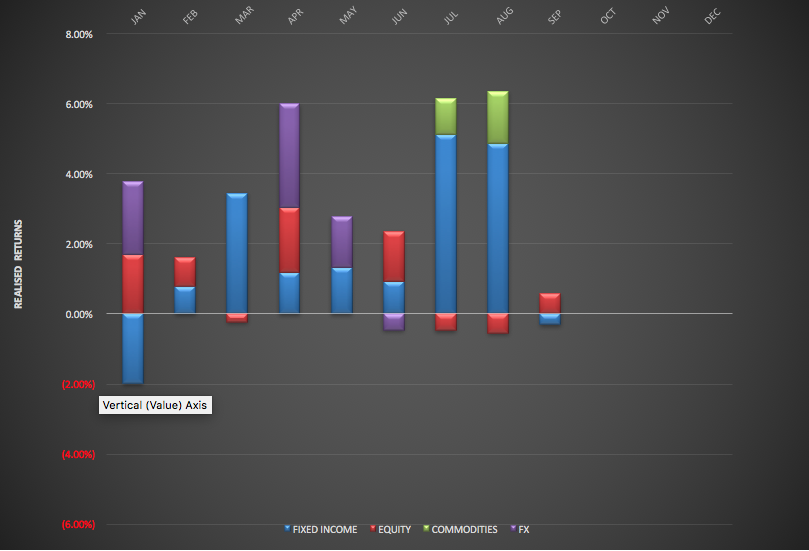 JAN FEB MAR APR MAY JUN JUL AUG SEP OCT NOV DEC
8.00%
6.00%
4.00%
2.00%
0.00%
(2.00%)
(4.00%)
(6.00%)
REALISED RETURNS
Vertical (Value) Axis
FIXED INCOME EQUITY COMMODITIES FX